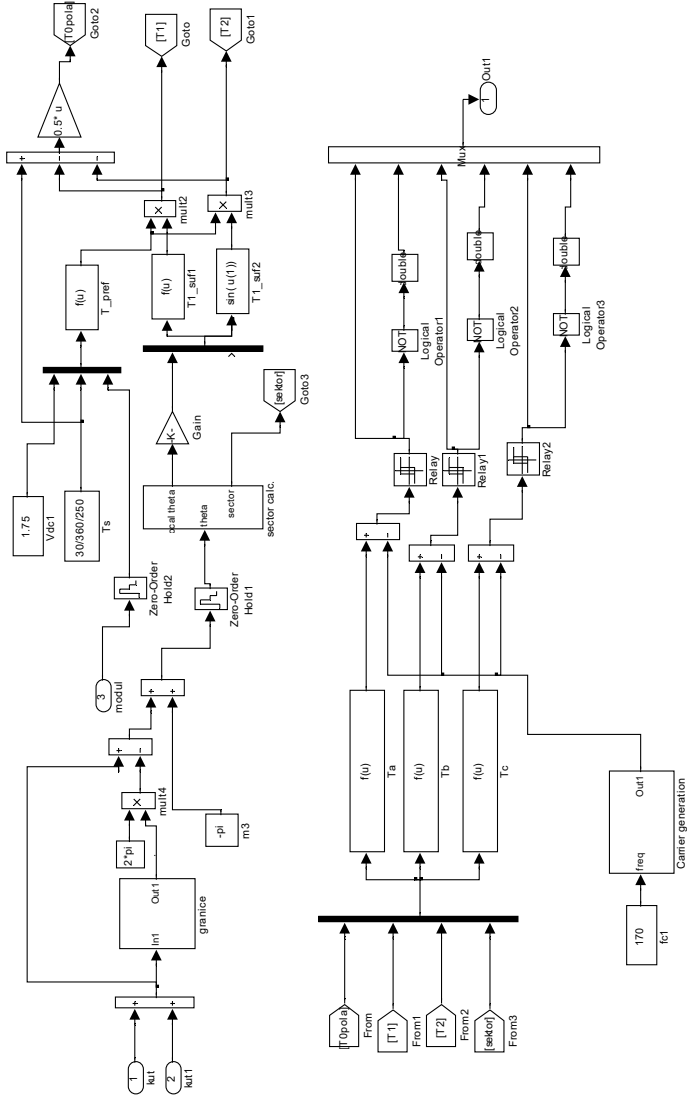 1
kut
2
kut1
+
+
In1
Out1
granice
2*pi
×
mult4
+
-
-pi
m3
+
+
3
modul
Zero-Order
Hold2
Zero-Order
Hold1
1.75
Vdc1
30/360/250
Ts
theta
sector
sector calc.
-K-
Gain
[sektor]
Goto3
f(u)
T_pref
f(u)
T1_suf1
sin(u(1))
T1_suf2
×
mult2
×
mult3
+
-
-
0.5* u
[T0pola]
Goto2
[T1]
Goto
[T2]
Goto1
[T0pola]
From
[T1]
From1
[T2]
From2
[sektor]
From3
170
fc1
freq
Out1
Carrier generation
f(u)
Ta
f(u)
Tb
f(u)
Tc
+
-
+
-
+
-
Relay
Relay1
Relay2
NOT
Logical
Operator1
NOT
Logical
Operator2
NOT
Logical
Operator3
double
double
double
Mux
1
Out1